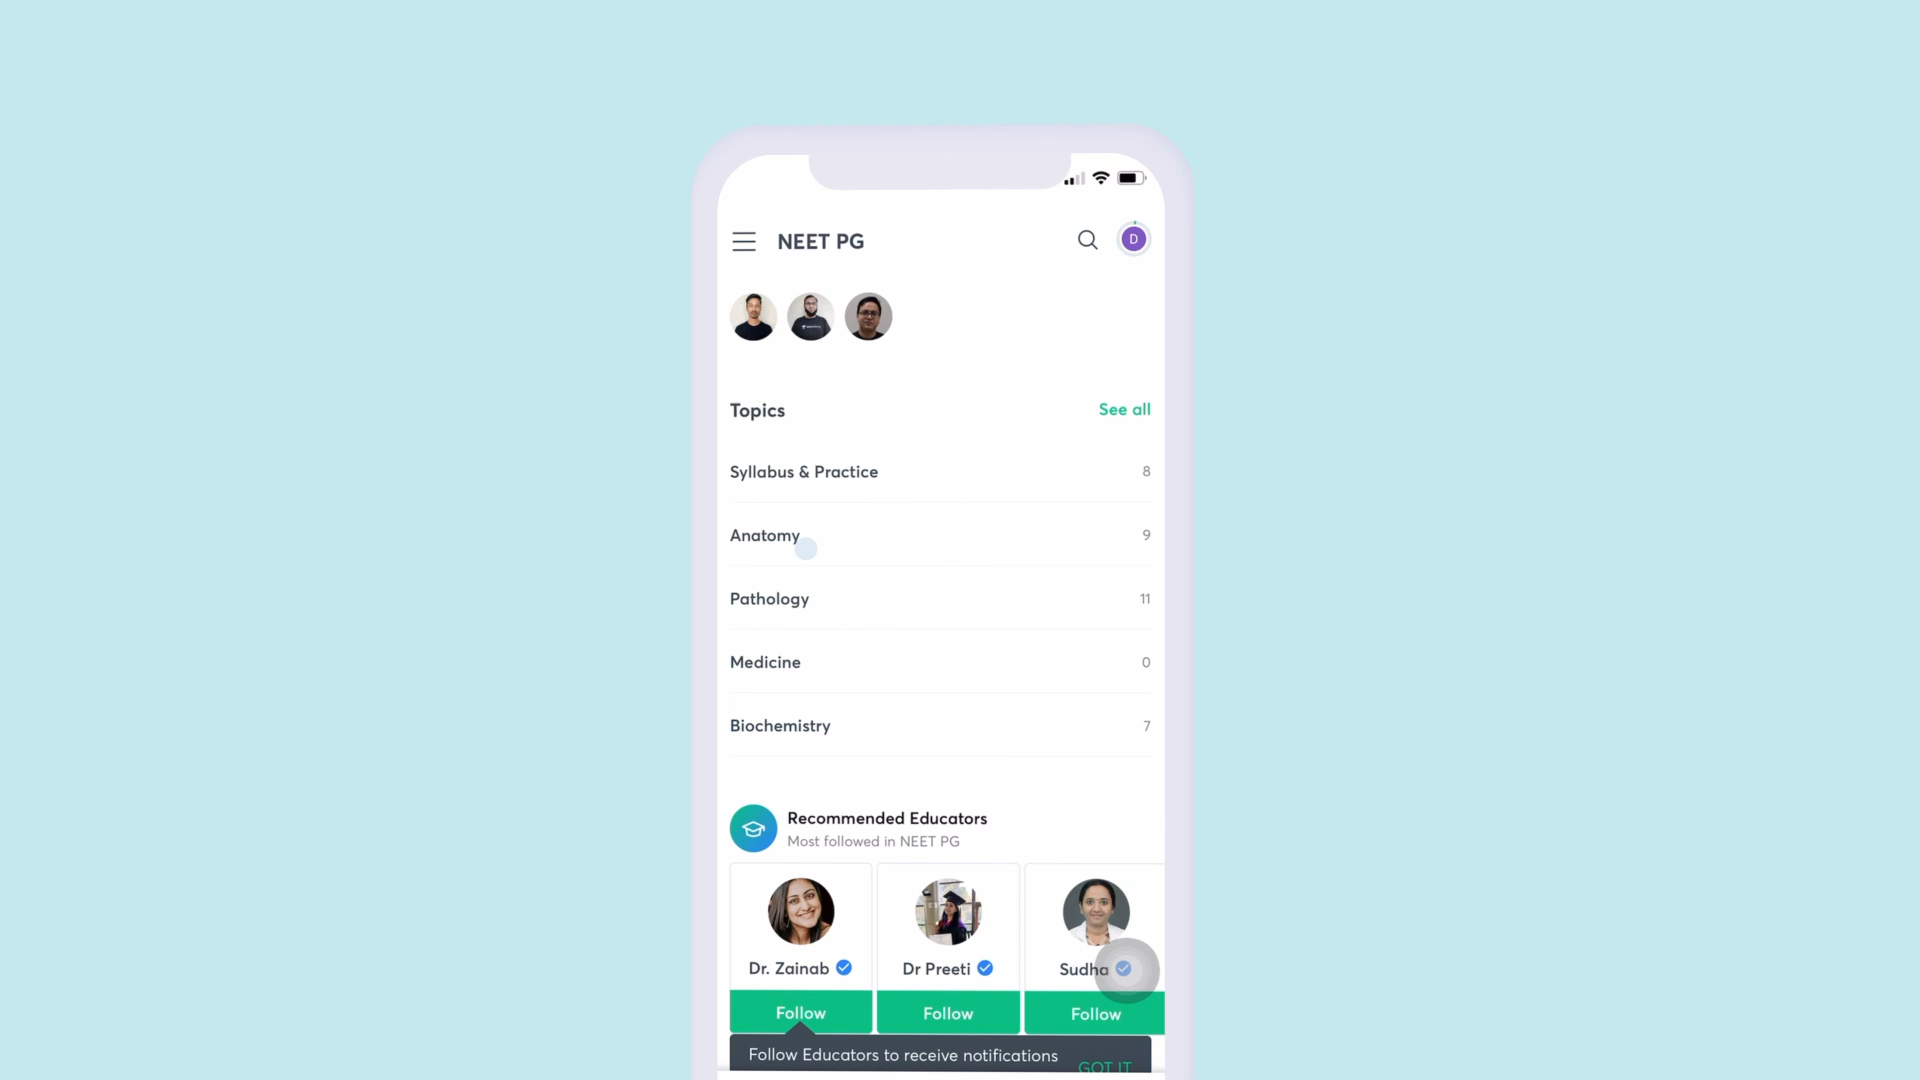 NEET PG
D
Topics
See all
Syllabus & Practice
8
Anatomy
9
Pathology
11
Medicine
0
Biochemistry
7
Recommended Educators
Most followed in NEET PG
Dr. Zainab
Dr Preeti
Sudha
Follow
Follow
Follow
Follow Educators to receive notifications
GOT IT